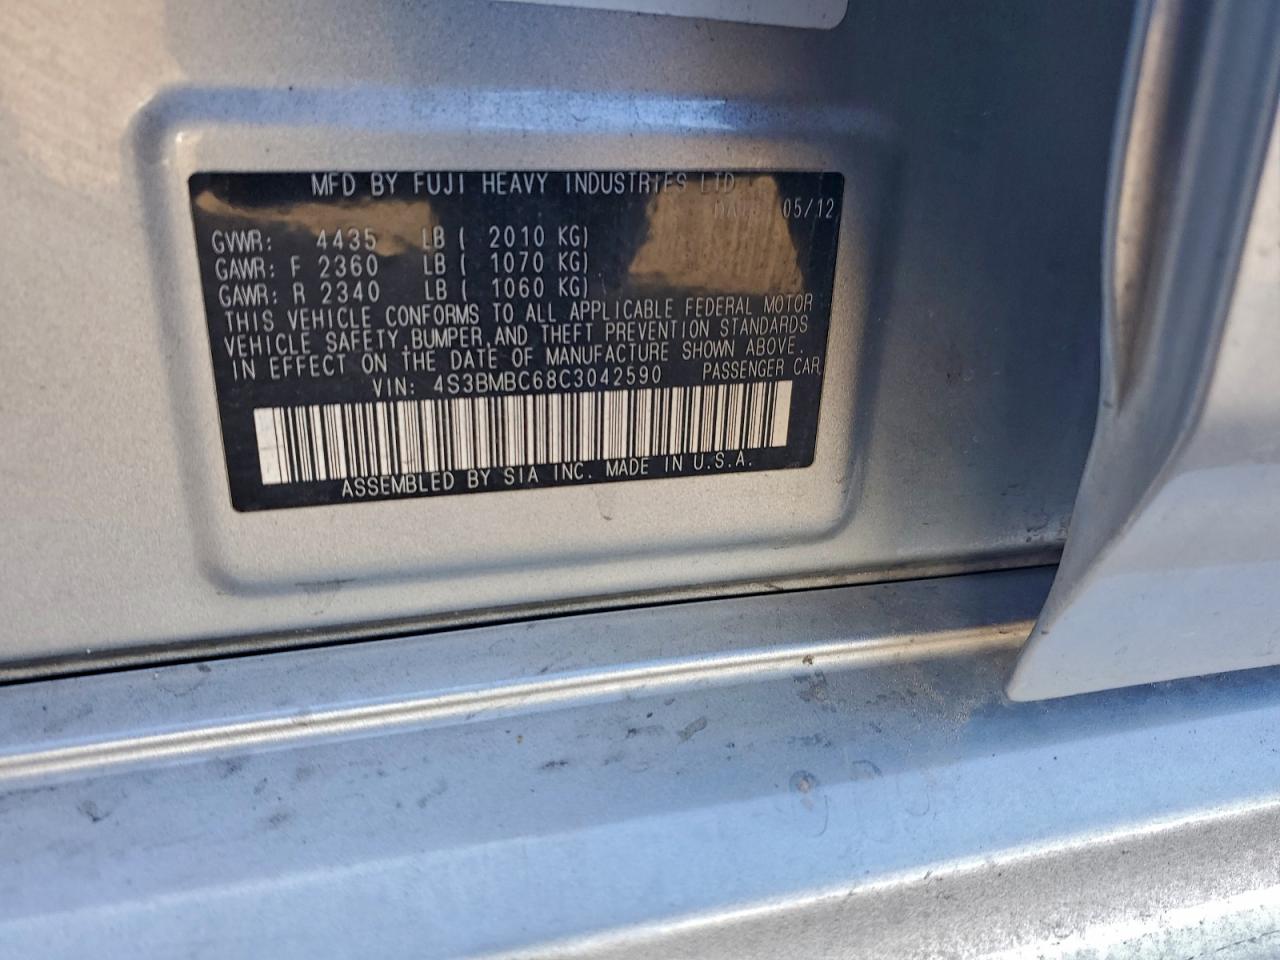 MFD BY FUJI HEAVY INDUSTRIES LTD
DATE 05/12
GVWR: 4435 LB ( 2010 KG)
GAWR: F 2360 LB ( 1070 KG)
GAWR: R 2340 LB ( 1060 KG)
THIS VEHICLE CONFORMS TO ALL APPLICABLE FEDERAL MOTOR
VEHICLE SAFETY,BUMPER,AND THEFT PREVENTION STANDARDS
IN EFFECT ON THE DATE OF MANUFACTURE SHOWN ABOVE.
VIN: 4S3BMBC68C3042590 PASSENGER CAR
ASSEMBLED BY SIA INC. MADE IN U.S.A.